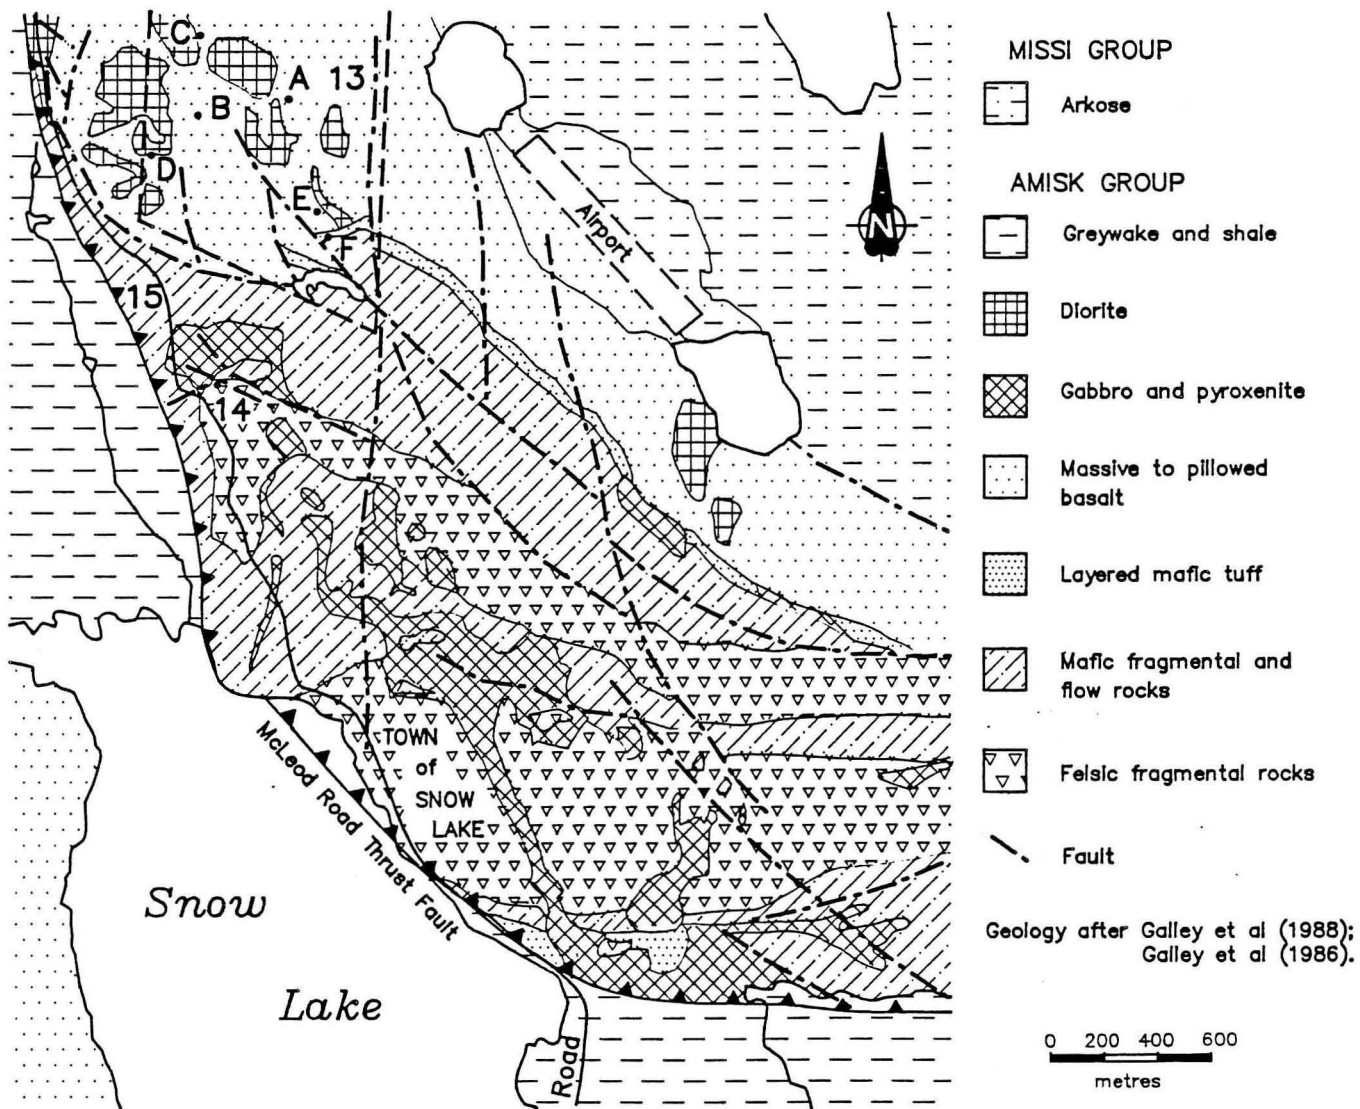 C
A
13
B
D
E
F
15
14
Airport
N
TOWN
of
SNOW
LAKE
McLeod Road Thrust Fault
Snow
Lake
Road
MISSI GROUP
Arkose
AMISK GROUP
Greywake and shale
Diorite
Gabbro and pyroxenite
Massive to pillowed
basalt
Layered mafic tuff
Mafic fragmental and
flow rocks
Felsic fragmental rocks
Fault
Geology after Galley et al (1988);
Galley et al (1986).
0 200 400 600
metres